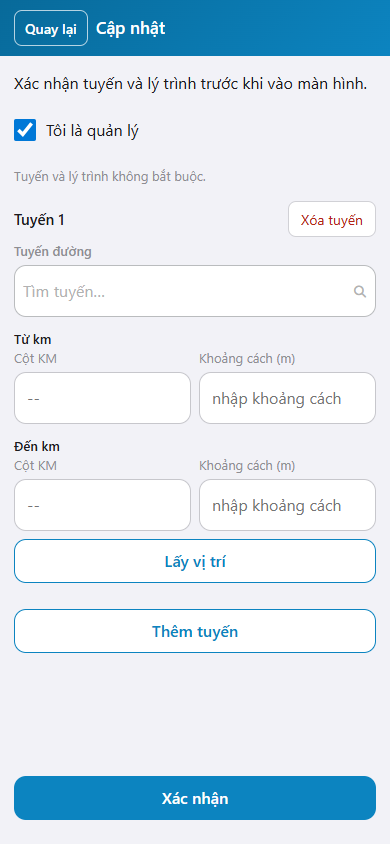 Quay lại Cập nhật
Xác nhận tuyến và lý trình trước khi vào màn hình.
Tôi là quản lý
Tuyến và lý trình không bắt buộc.
Tuyến 1 Xóa tuyến
Tuyến đường
Tìm tuyến...
Từ km
Cột KM Khoảng cách (m)
-- nhập khoảng cách
Đến km
Cột KM Khoảng cách (m)
-- nhập khoảng cách
Lấy vị trí
Thêm tuyến
Xác nhận